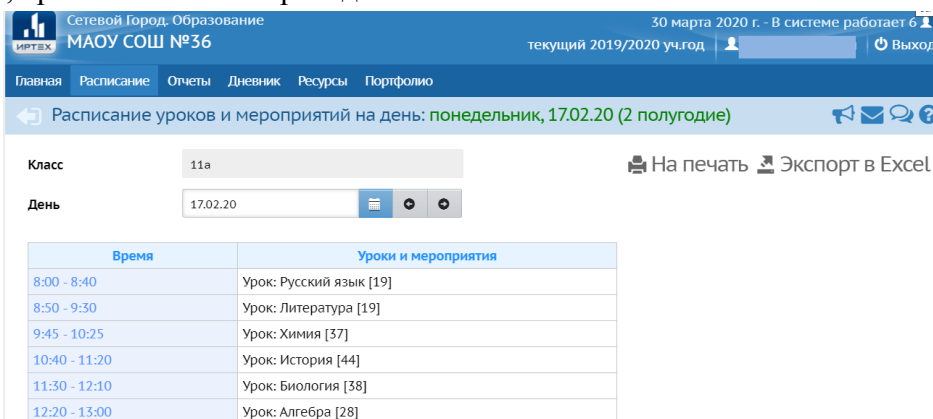 Сетевой Город. Образование
МАОУ СОШ №36
ИРТЕХ
30 марта 2020 г. - В системе работает 6
текущий 2019/2020 уч.год
Выход
Главная Расписание Отчеты Дневник Ресурсы Портфолио
Расписание уроков и мероприятий на день: понедельник, 17.02.20 (2 полугодие)
Класс 11а
На печать Экспорт в Excel
День 17.02.20
Время Уроки и мероприятия
8:00 - 8:40 Урок: Русский язык [19]
8:50 - 9:30 Урок: Литература [19]
9:45 - 10:25 Урок: Химия [37]
10:40 - 11:20 Урок: История [44]
11:30 - 12:10 Урок: Биология [38]
12:20 - 13:00 Урок: Алгебра [28]